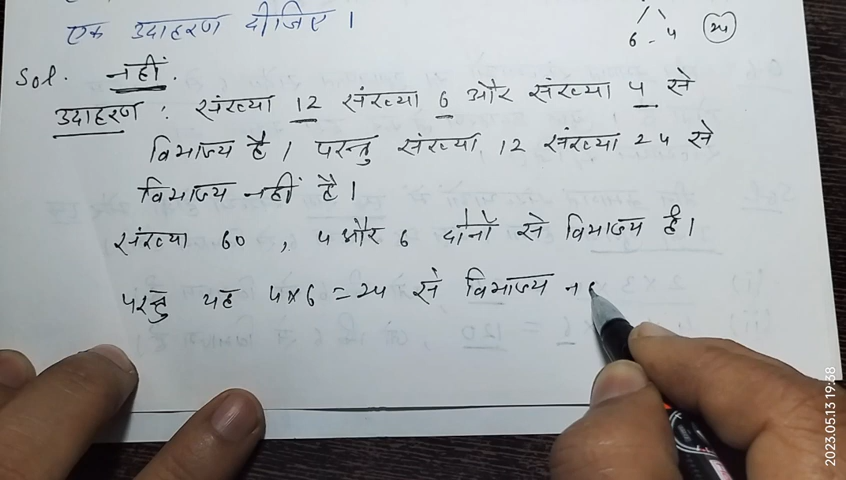 एक उदाहरण दीजिए।
6 - 4 24
Sol. नहीं.
उदाहरण : संख्या 12 संख्या 6 और संख्या 4 से
विभाज्य है। परन्तु संख्या 12 संख्या 24 से
विभाज्य नहीं है।
संख्या 60, 4 और 6 दोनों से विभाज्य है।
परन्तु यह 4×6=24 से विभाज्य न
2023.05.13 19:38